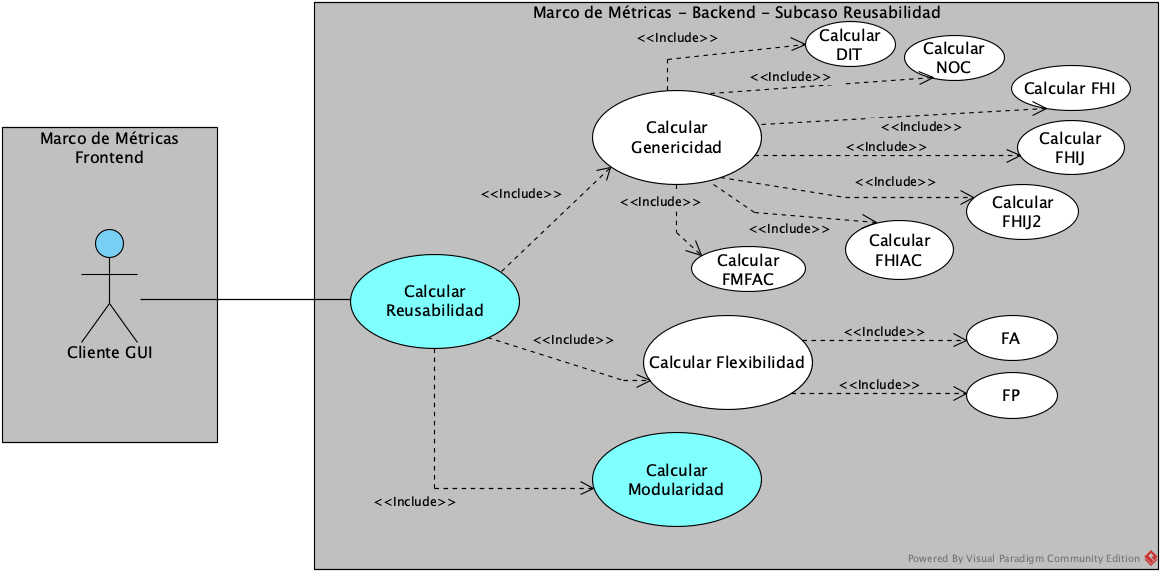 Marco de Métricas - Backend - Subcaso Reusabilidad
Marco de Métricas
Frontend
Cliente GUI
Calcular
Reusabilidad
<<Include>>
<<Include>>
<<Include>>
Calcular
Genericidad
<<Include>>
Calcular
DIT
<<Include>>
Calcular
NOC
<<Include>>
Calcular FHI
<<Include>>
Calcular
FHIJ
<<Include>>
Calcular
FHIJ2
<<Include>>
Calcular
FHIAC
<<Include>>
Calcular
FMFAC
Calcular Flexibilidad
<<Include>>
FA
<<Include>>
FP
Calcular
Modularidad
Powered By Visual Paradigm Community Edition